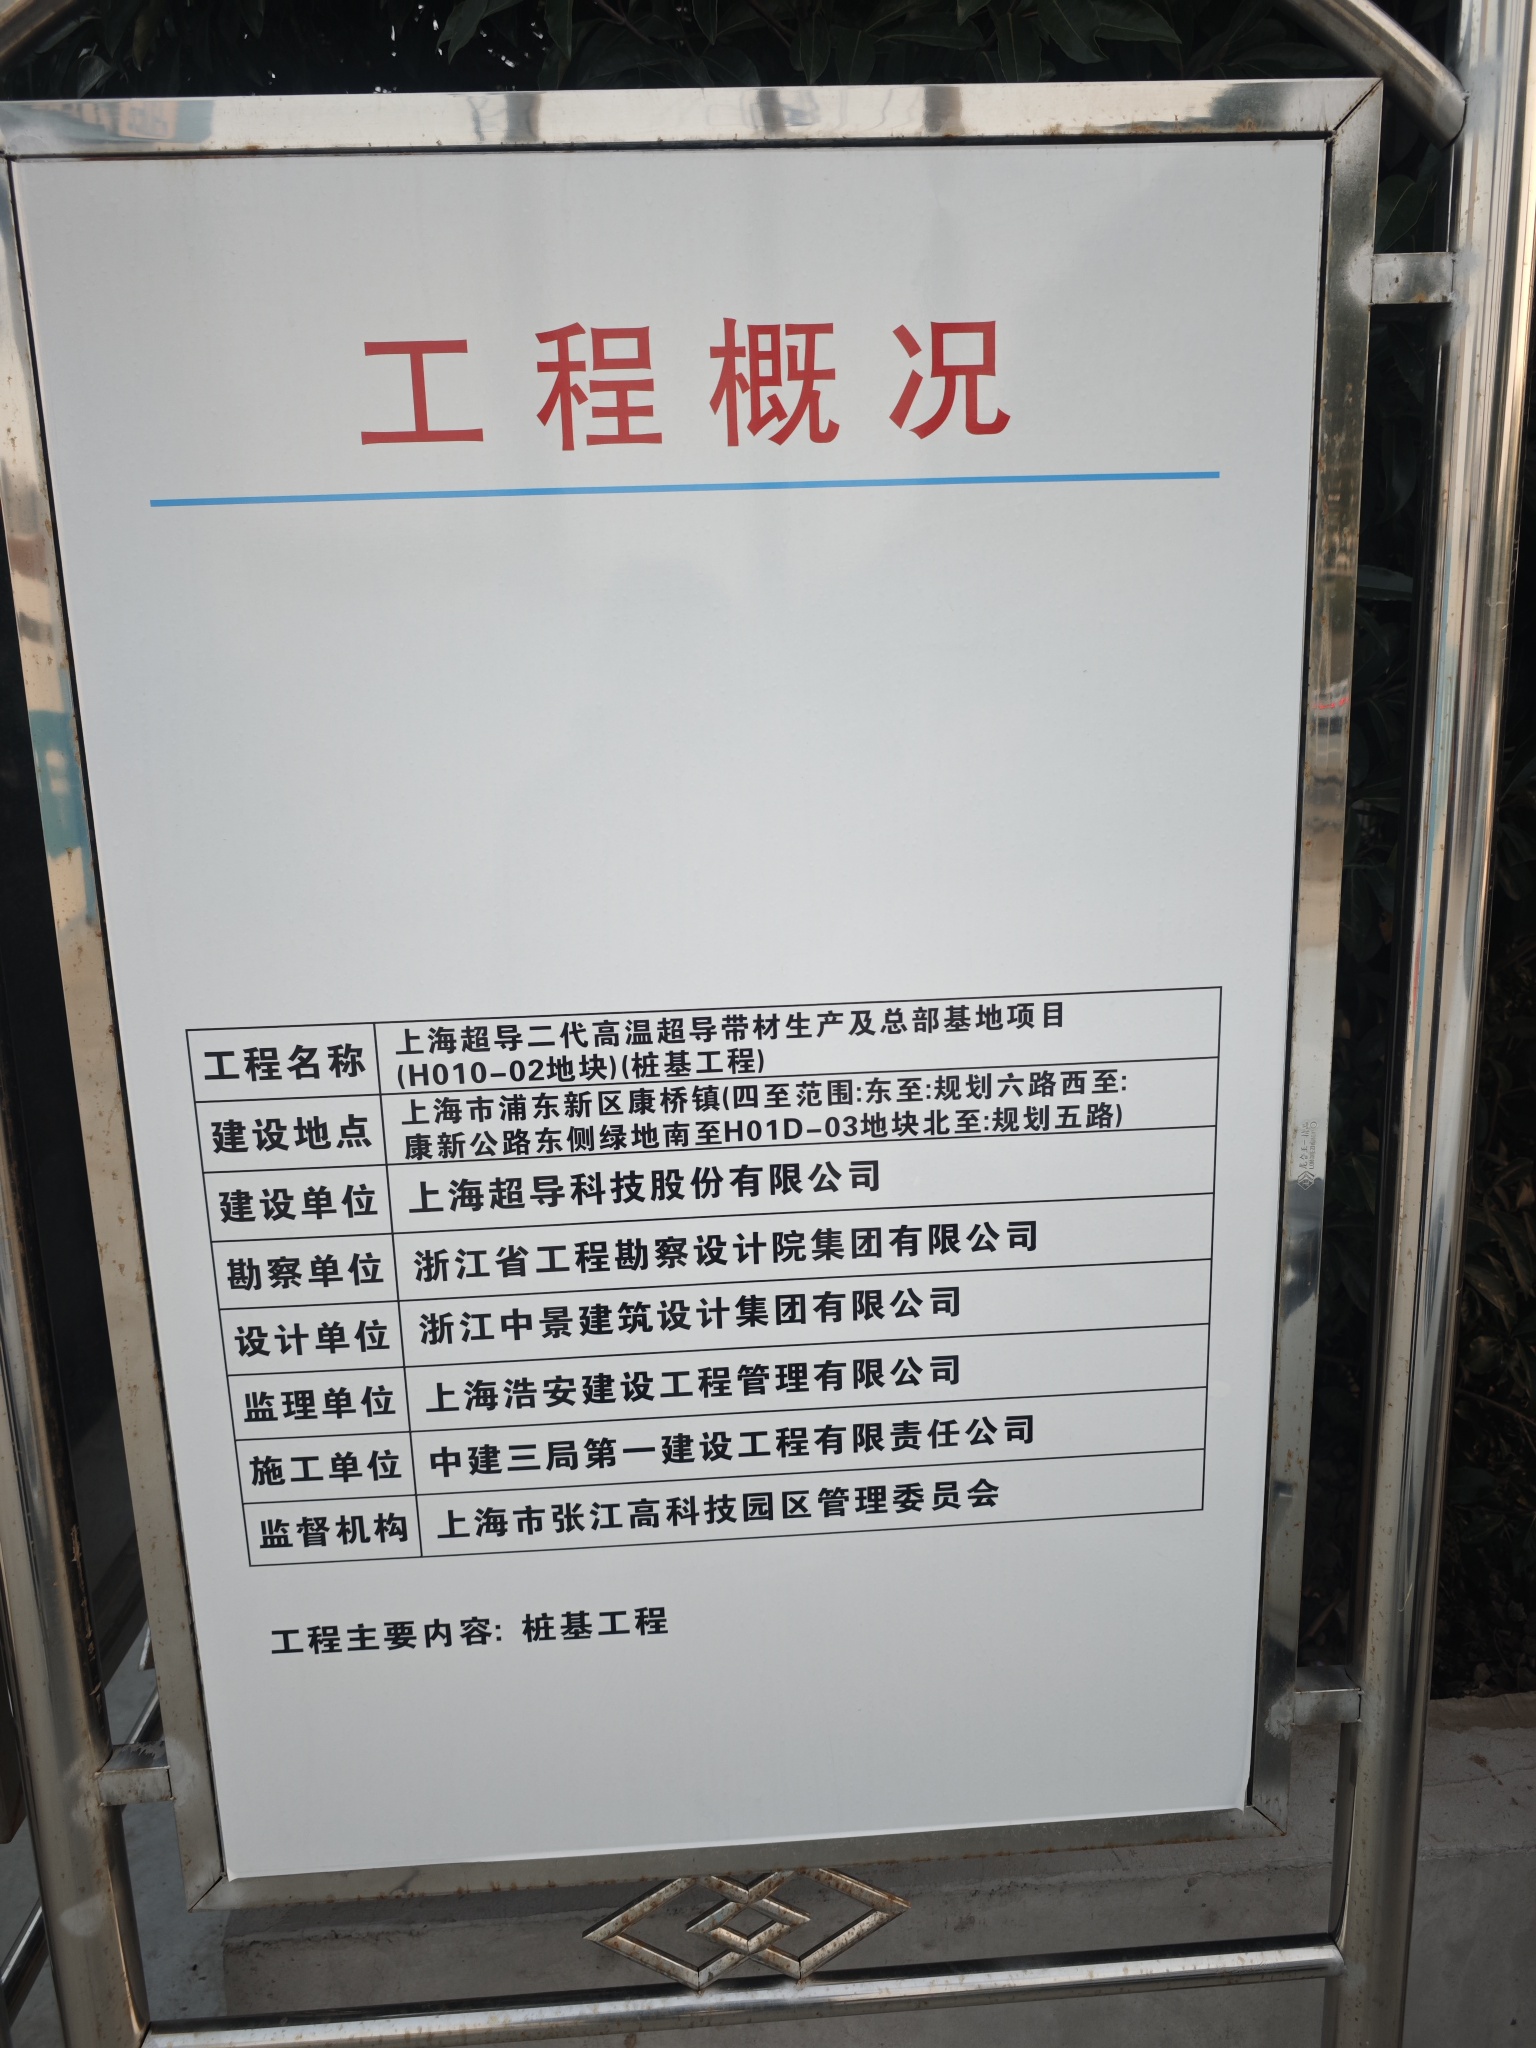 工程概况
工程名称 上海超导二代高温超导带材生产及总部基地项目
(H010-02地块)(桩基工程)
建设地点 上海市浦东新区康桥镇(四至范围:东至:规划六路西至:
康新公路东侧绿地南至H01D-03地块北至:规划五路)
建设单位 上海超导科技股份有限公司
勘察单位 浙江省工程勘察设计院集团有限公司
设计单位 浙江中景建筑设计集团有限公司
监理单位 上海浩安建设工程管理有限公司
施工单位 中建三局第一建设工程有限责任公司
监督机构 上海市张江高科技园区管理委员会
工程主要内容: 桩基工程